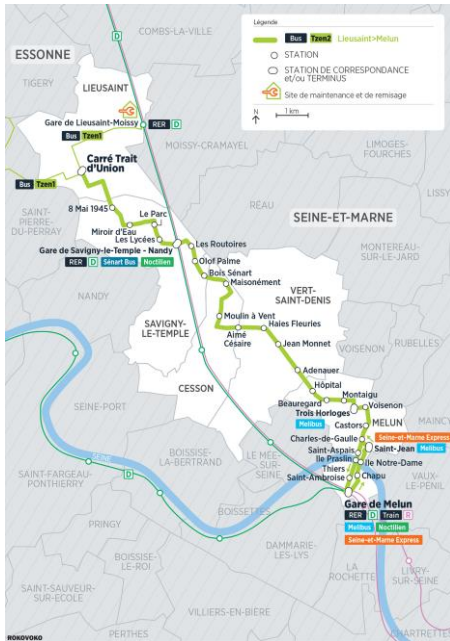 COMBS-LA-VILLE
ESSONNE
TIGERY
LIEUSAINT
Gare de Lieusaint-Moissy
RER D
Bus Tzen1
MOISSY-CRAMAYEL
Carré Trait
d'Union
Bus Tzen1
SAINT-
PIERRE-
DU-PERRAY
8 Mai 1945
Miroir d'Eau
Le Parc
Les Lycées
Gare de Savigny-le-Temple - Nandy
RER D Sénart Bus Noctilien
Les Routoires
Olof Palme
Bois Sénart
Maisonément
Légende
Bus Tzen2 Lieusaint>Melun
STATION
STATION DE CORRESPONDANCE
et/ou TERMINUS
Site de maintenance et de remisage
N
1 km
LIMOGES-
FOURCHES
LISSY
RÉAU
SEINE-ET-MARNE
MONTEREAU-
SUR-LE-JARD
NANDY
VERT-
SAINT-DENIS
Moulin à Vent
Aimé
Césaire
Haies Fleuries
Jean Monnet
VOISENON
RUBELLES
SAVIGNY-
LE-TEMPLE
CESSON
Adenauer
Hôpital
Beauregard
Montaigu
Trois Horloges
Melibus
Voisenon
MELUN
MAINCY
Castors
Seine-et-Marne Express
Charles-de-Gaulle
Saint-Jean Melibus
Saint-Aspais
Ile Praslin
Ile Notre-Dame
Thiers
Chapu
Saint-Ambroise
VAUX-
LE-PÉNIL
SEINE-PORT
SEINE
D
BOISSISE-
LA-BERTRAND
LE MÉE-
SUR-
SEINE
SAINT-FARGEAU-
PONTHIERRY
BOISSETTES
Gare de Melun
RER D Train R
Melibus Noctilien
Seine-et-Marne Express
PRINGY
BOISSISE-
LE-ROI
DAMMARIE-
LES-LYS
LA
ROCHETTE
LIVRY-
SUR-SEINE
SAINT-SAUVEUR-
SUR-ECOLE
VILLIERS-EN-BIÈRE
PERTHES
CHARTRETTES
ROKOVOKO
D